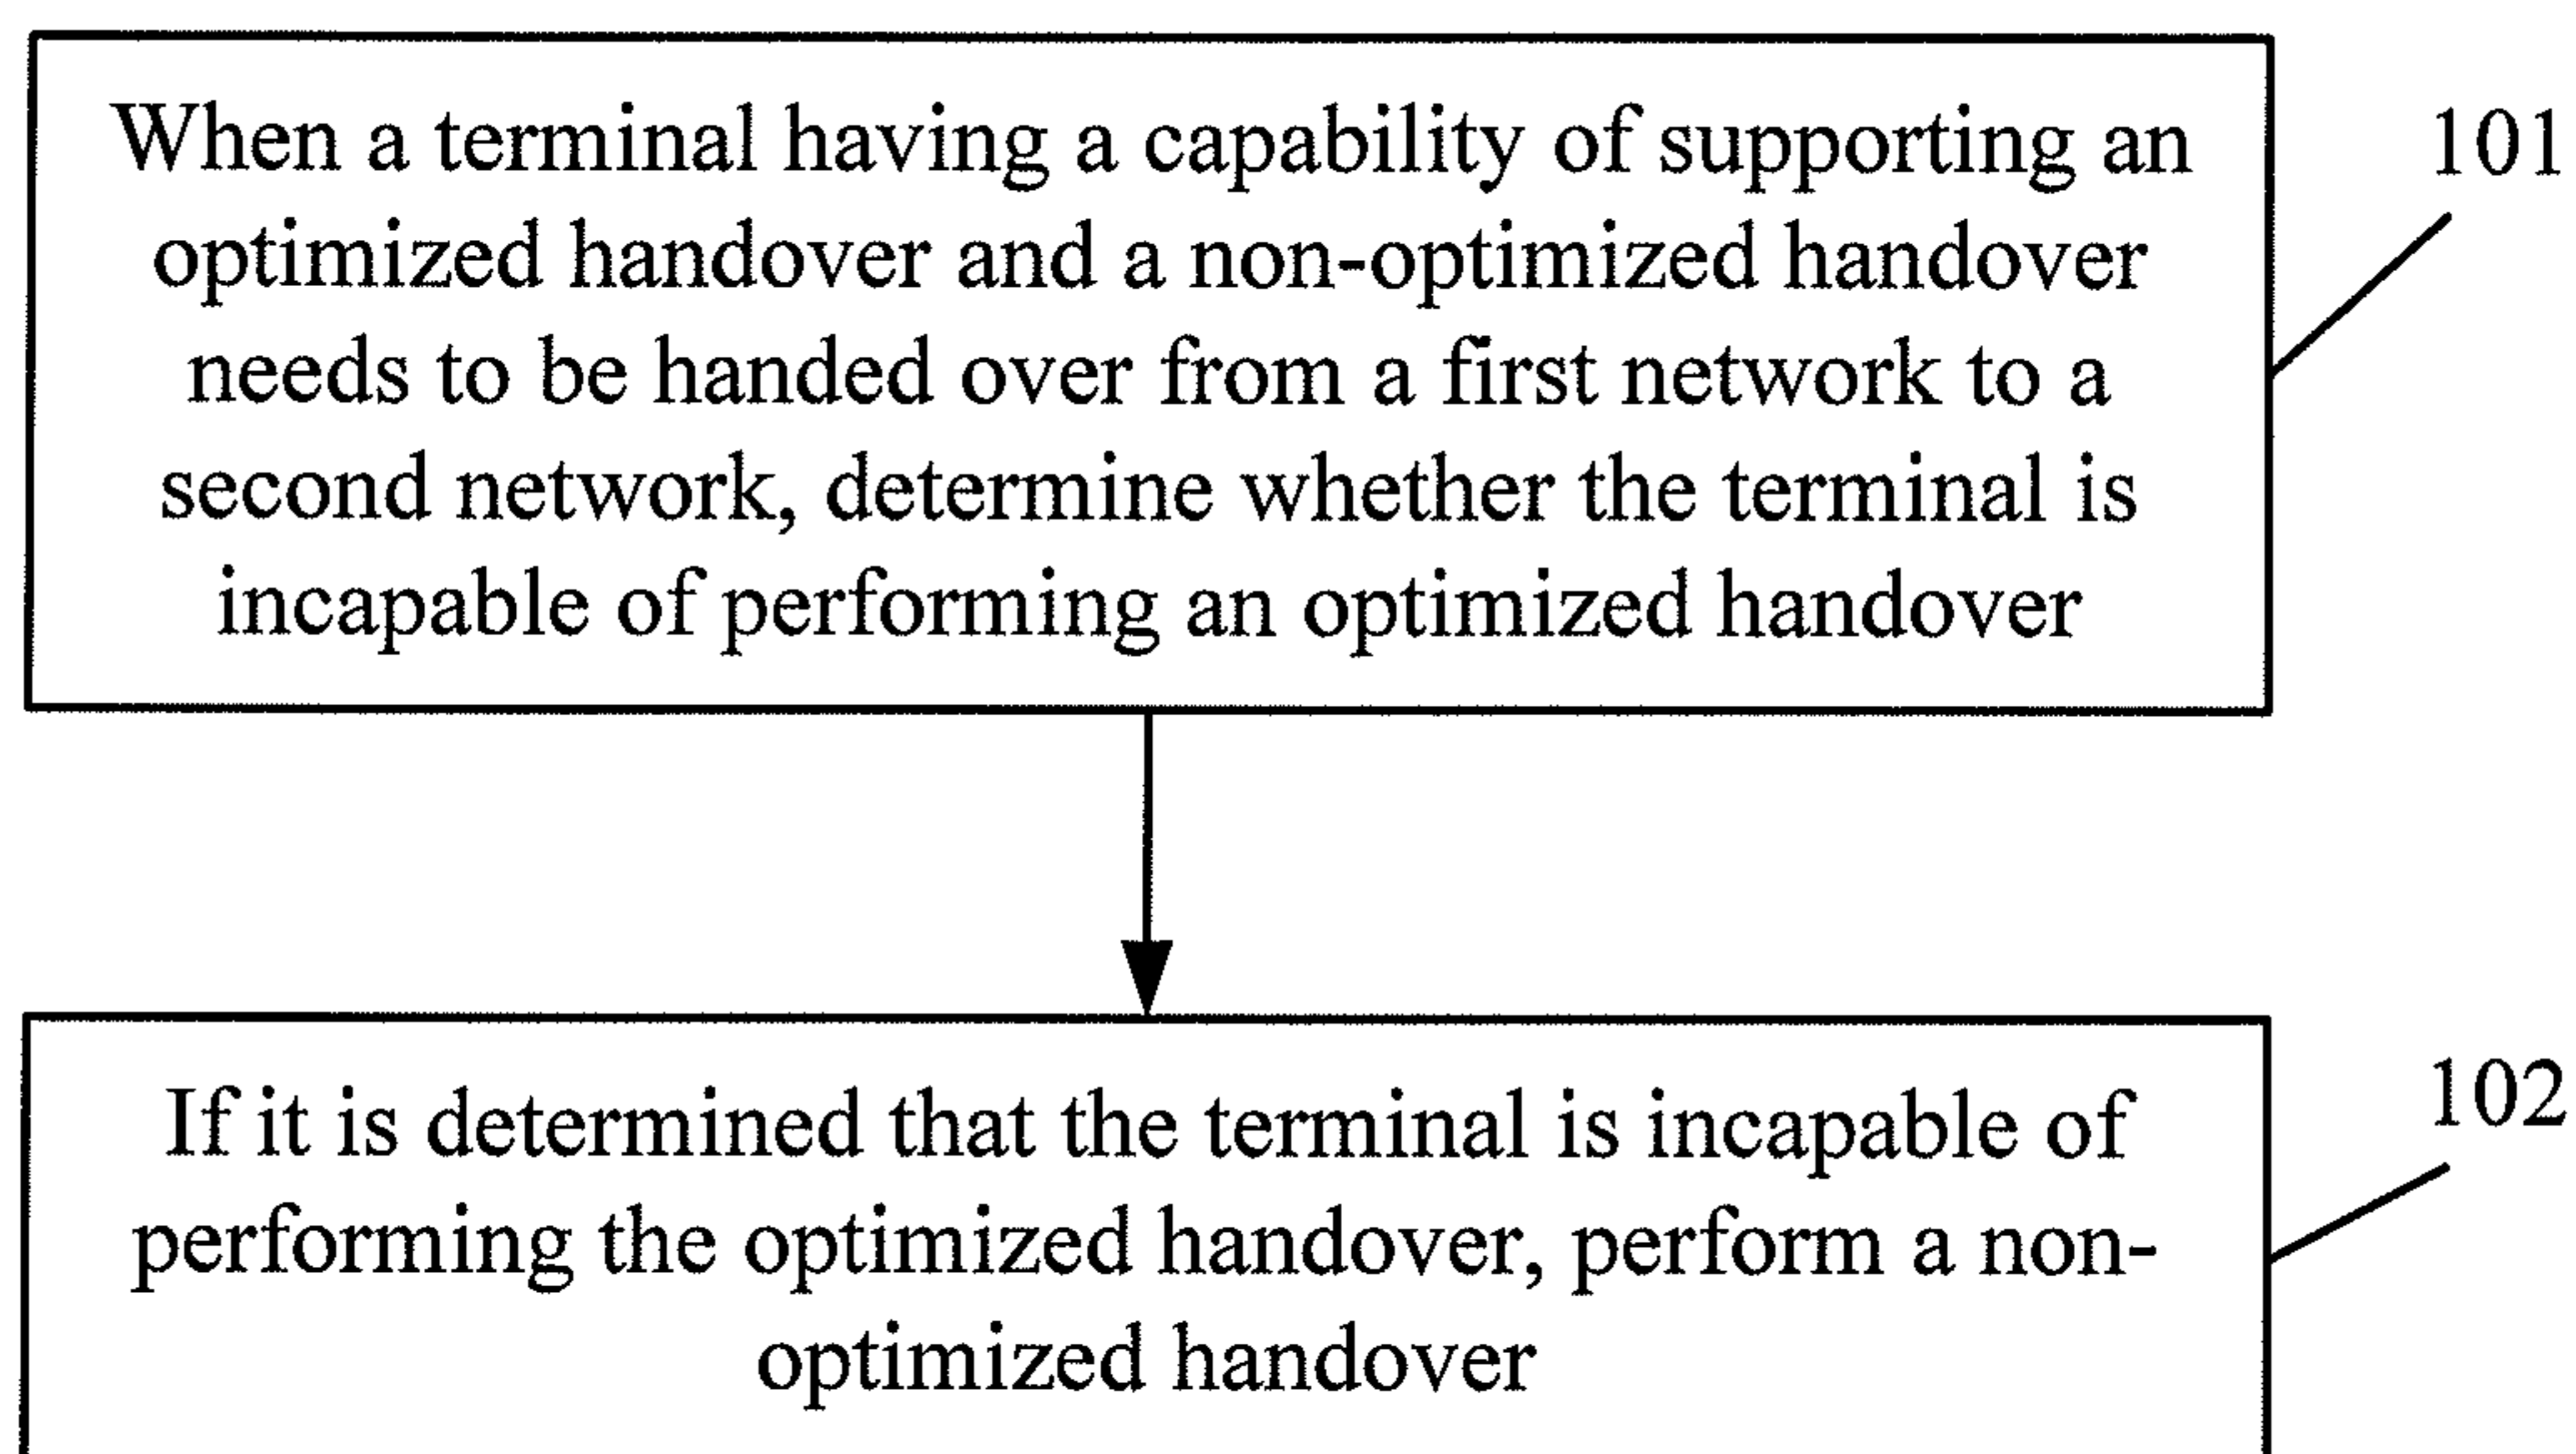 When a terminal having a capability of supporting an
optimized handover and a non-optimized handover
needs to be handed over from a first network to a
second network, determine whether the terminal is
incapable of performing an optimized handover
101
If it is determined that the terminal is incapable of
performing the optimized handover, perform a non-
optimized handover
102